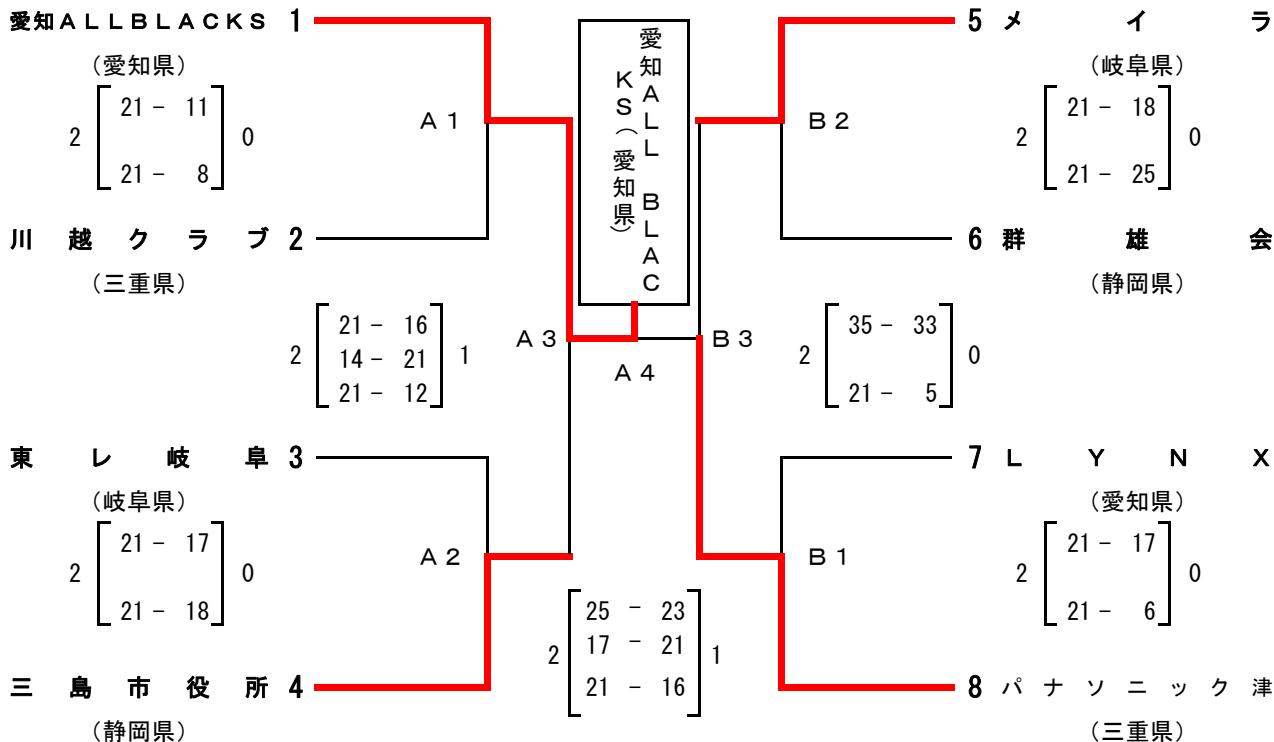 愛知ALLBLACKS 1
(愛知県)
2 [21 - 11] 0
21 - 8
A1
川越クラブ 2
(三重県)
2 [21 - 16] 1
14 - 21
21 - 12
A3
東レ岐阜 3
(岐阜県)
2 [21 - 17] 0
21 - 18
A2
三島市役所 4
(静岡県)
愛知ALL BLAC
KS(愛知県)
A4
2 [25 - 23] 1
17 - 21
21 - 16
5 メイラ
(岐阜県)
B2
2 [21 - 18] 0
21 - 25
6 群雄会
(静岡県)
B3
2 [35 - 33] 0
21 - 5
7 LYNX
(愛知県)
B1
2 [21 - 17] 0
21 - 6
8 パナソニック津
(三重県)